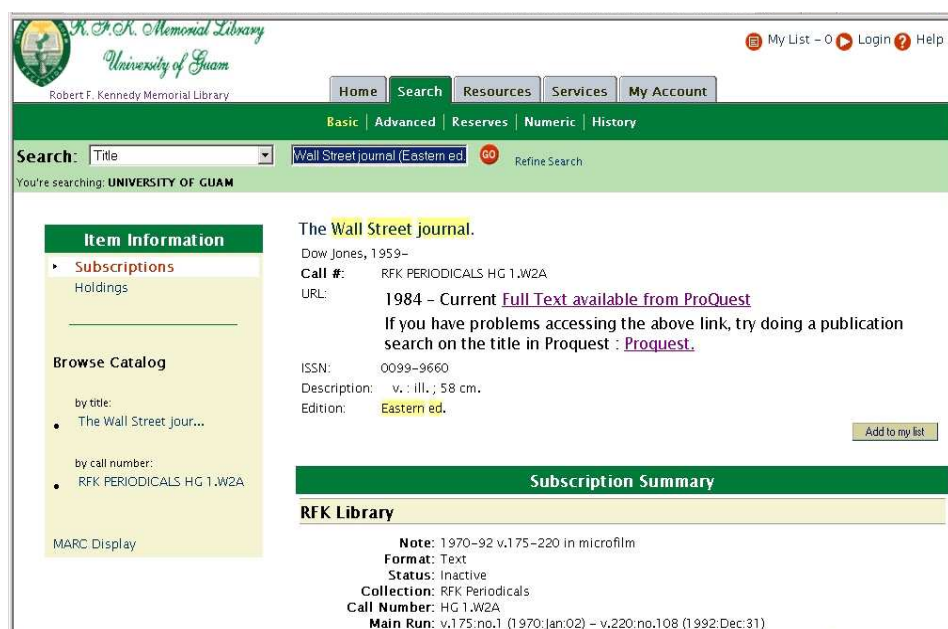 R. F. K. Memorial Library
University of Guam
Robert F. Kennedy Memorial Library
My List - 0 Login ? Help
Home Search Resources Services My Account
Basic | Advanced | Reserves | Numeric | History
Search: Title Wall Street journal (Eastern ed. GO Refine Search
You're searching: UNIVERSITY OF GUAM
Item Information
Subscriptions
Holdings
Browse Catalog
by title:
The Wall Street jour...
by call number:
RFK PERIODICALS HG 1.W2A
MARC Display
The Wall Street journal.
Dow Jones, 1959-
Call #: RFK PERIODICALS HG 1.W2A
URL: 1984 - Current Full Text available from ProQuest
If you have problems accessing the above link, try doing a publication
search on the title in Proquest : Proquest.
ISSN: 0099-9660
Description: v. : ill. ; 58 cm.
Edition: Eastern ed.
Add to my list
Subscription Summary
RFK Library
Note: 1970-92 v.175-220 in microfilm
Format: Text
Status: Inactive
Collection: RFK Periodicals
Call Number: HG 1.W2A
Main Run: v.175:no.1 (1970:Jan:02) - v.220:no.108 (1992:Dec:31)